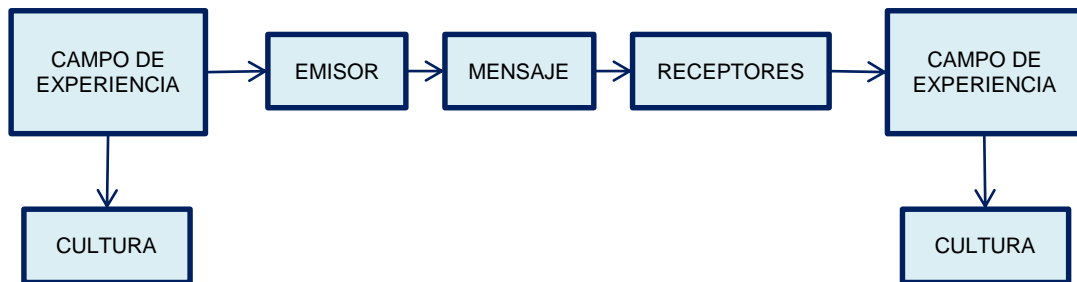 CAMPO DE
EXPERIENCIA
EMISOR
MENSAJE
RECEPTORES
CAMPO DE
EXPERIENCIA
CULTURA
CULTURA